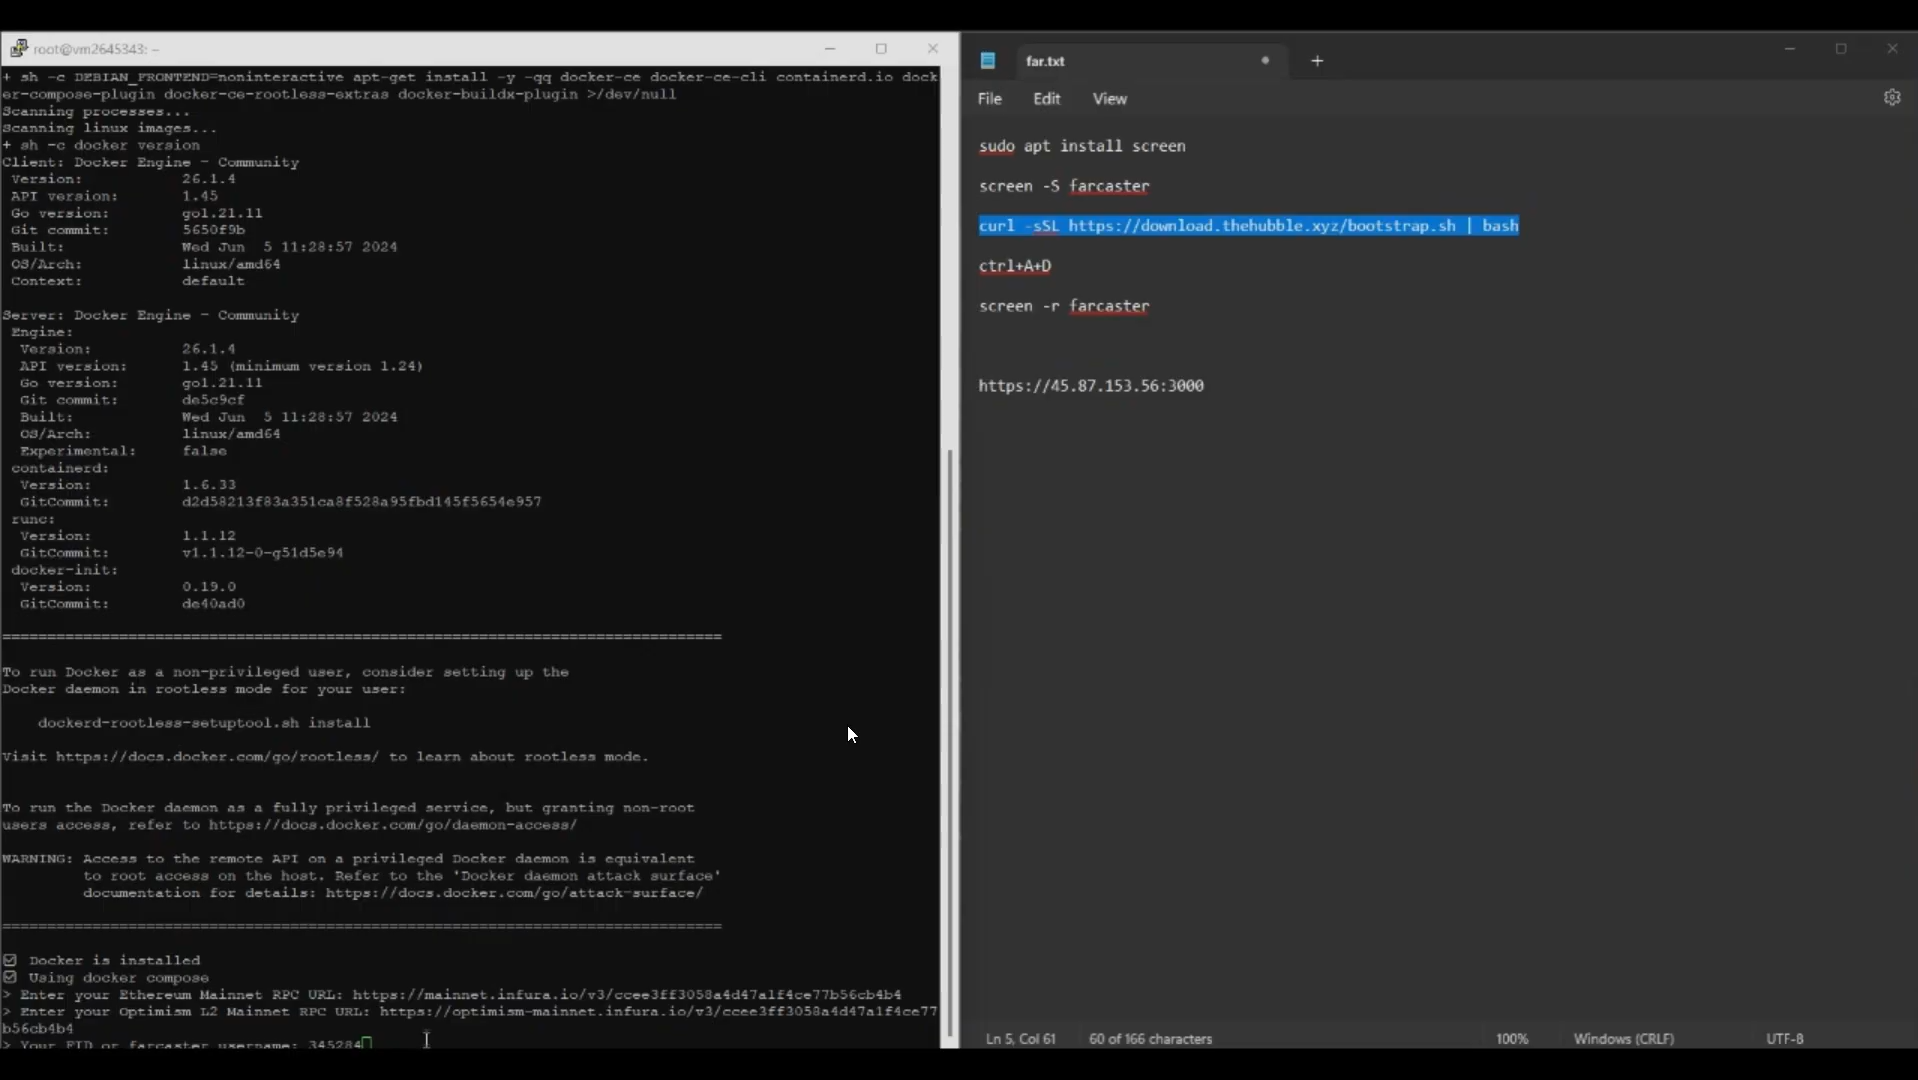 root@vm2645343: ~
+ sh -c DEBIAN_FRONTEND=noninteractive apt-get install -y -qq docker-ce docker-ce-cli containerd.io dock
er-compose-plugin docker-ce-rootless-extras docker-buildx-plugin >/dev/null
Scanning processes...
Scanning linux images...
+ sh -c docker version
Client: Docker Engine - Community
Version: 26.1.4
API version: 1.45
Go version: go1.21.11
Git commit: 5650f9b
Built: Wed Jun 5 11:28:57 2024
OS/Arch: linux/amd64
Context: default
Server: Docker Engine - Community
Engine:
Version: 26.1.4
API version: 1.45 (minimum version 1.24)
Go version: go1.21.11
Git commit: de5c9cf
Built: Wed Jun 5 11:28:57 2024
OS/Arch: linux/amd64
Experimental: false
containerd:
Version: 1.6.33
GitCommit: d2d58213f83a351ca8f528a95fbd145f5654e957
runc:
Version: 1.1.12
GitCommit: v1.1.12-0-g51d5e94
docker-init:
Version: 0.19.0
GitCommit: de40ad0
================================================================================
To run Docker as a non-privileged user, consider setting up the
Docker daemon in rootless mode for your user:
dockerd-rootless-setuptool.sh install
Visit https://docs.docker.com/go/rootless/ to learn about rootless mode.
To run the Docker daemon as a fully privileged service, but granting non-root
users access, refer to https://docs.docker.com/go/daemon-access/
WARNING: Access to the remote API on a privileged Docker daemon is equivalent
to root access on the host. Refer to the 'Docker daemon attack surface'
documentation for details: https://docs.docker.com/go/attack-surface/
================================================================================
☑ Docker is installed
☑ Using docker compose
> Enter your Ethereum Mainnet RPC URL: https://mainnet.infura.io/v3/ccee3ff3058a4d47a1f4ce77b56cb4b4
> Enter your Optimism L2 Mainnet RPC URL: https://optimism-mainnet.infura.io/v3/ccee3ff3058a4d47a1f4ce77
b56cb4b4
> Your FID or farcaster username: 345284
far.txt
File Edit View
sudo apt install screen
screen -S farcaster
curl -sSL https://download.thehubble.xyz/bootstrap.sh | bash
ctrl+A+D
screen -r farcaster
https://45.87.153.56:3000
Ln 5, Col 61 60 of 166 characters 100% Windows (CRLF) UTF-8